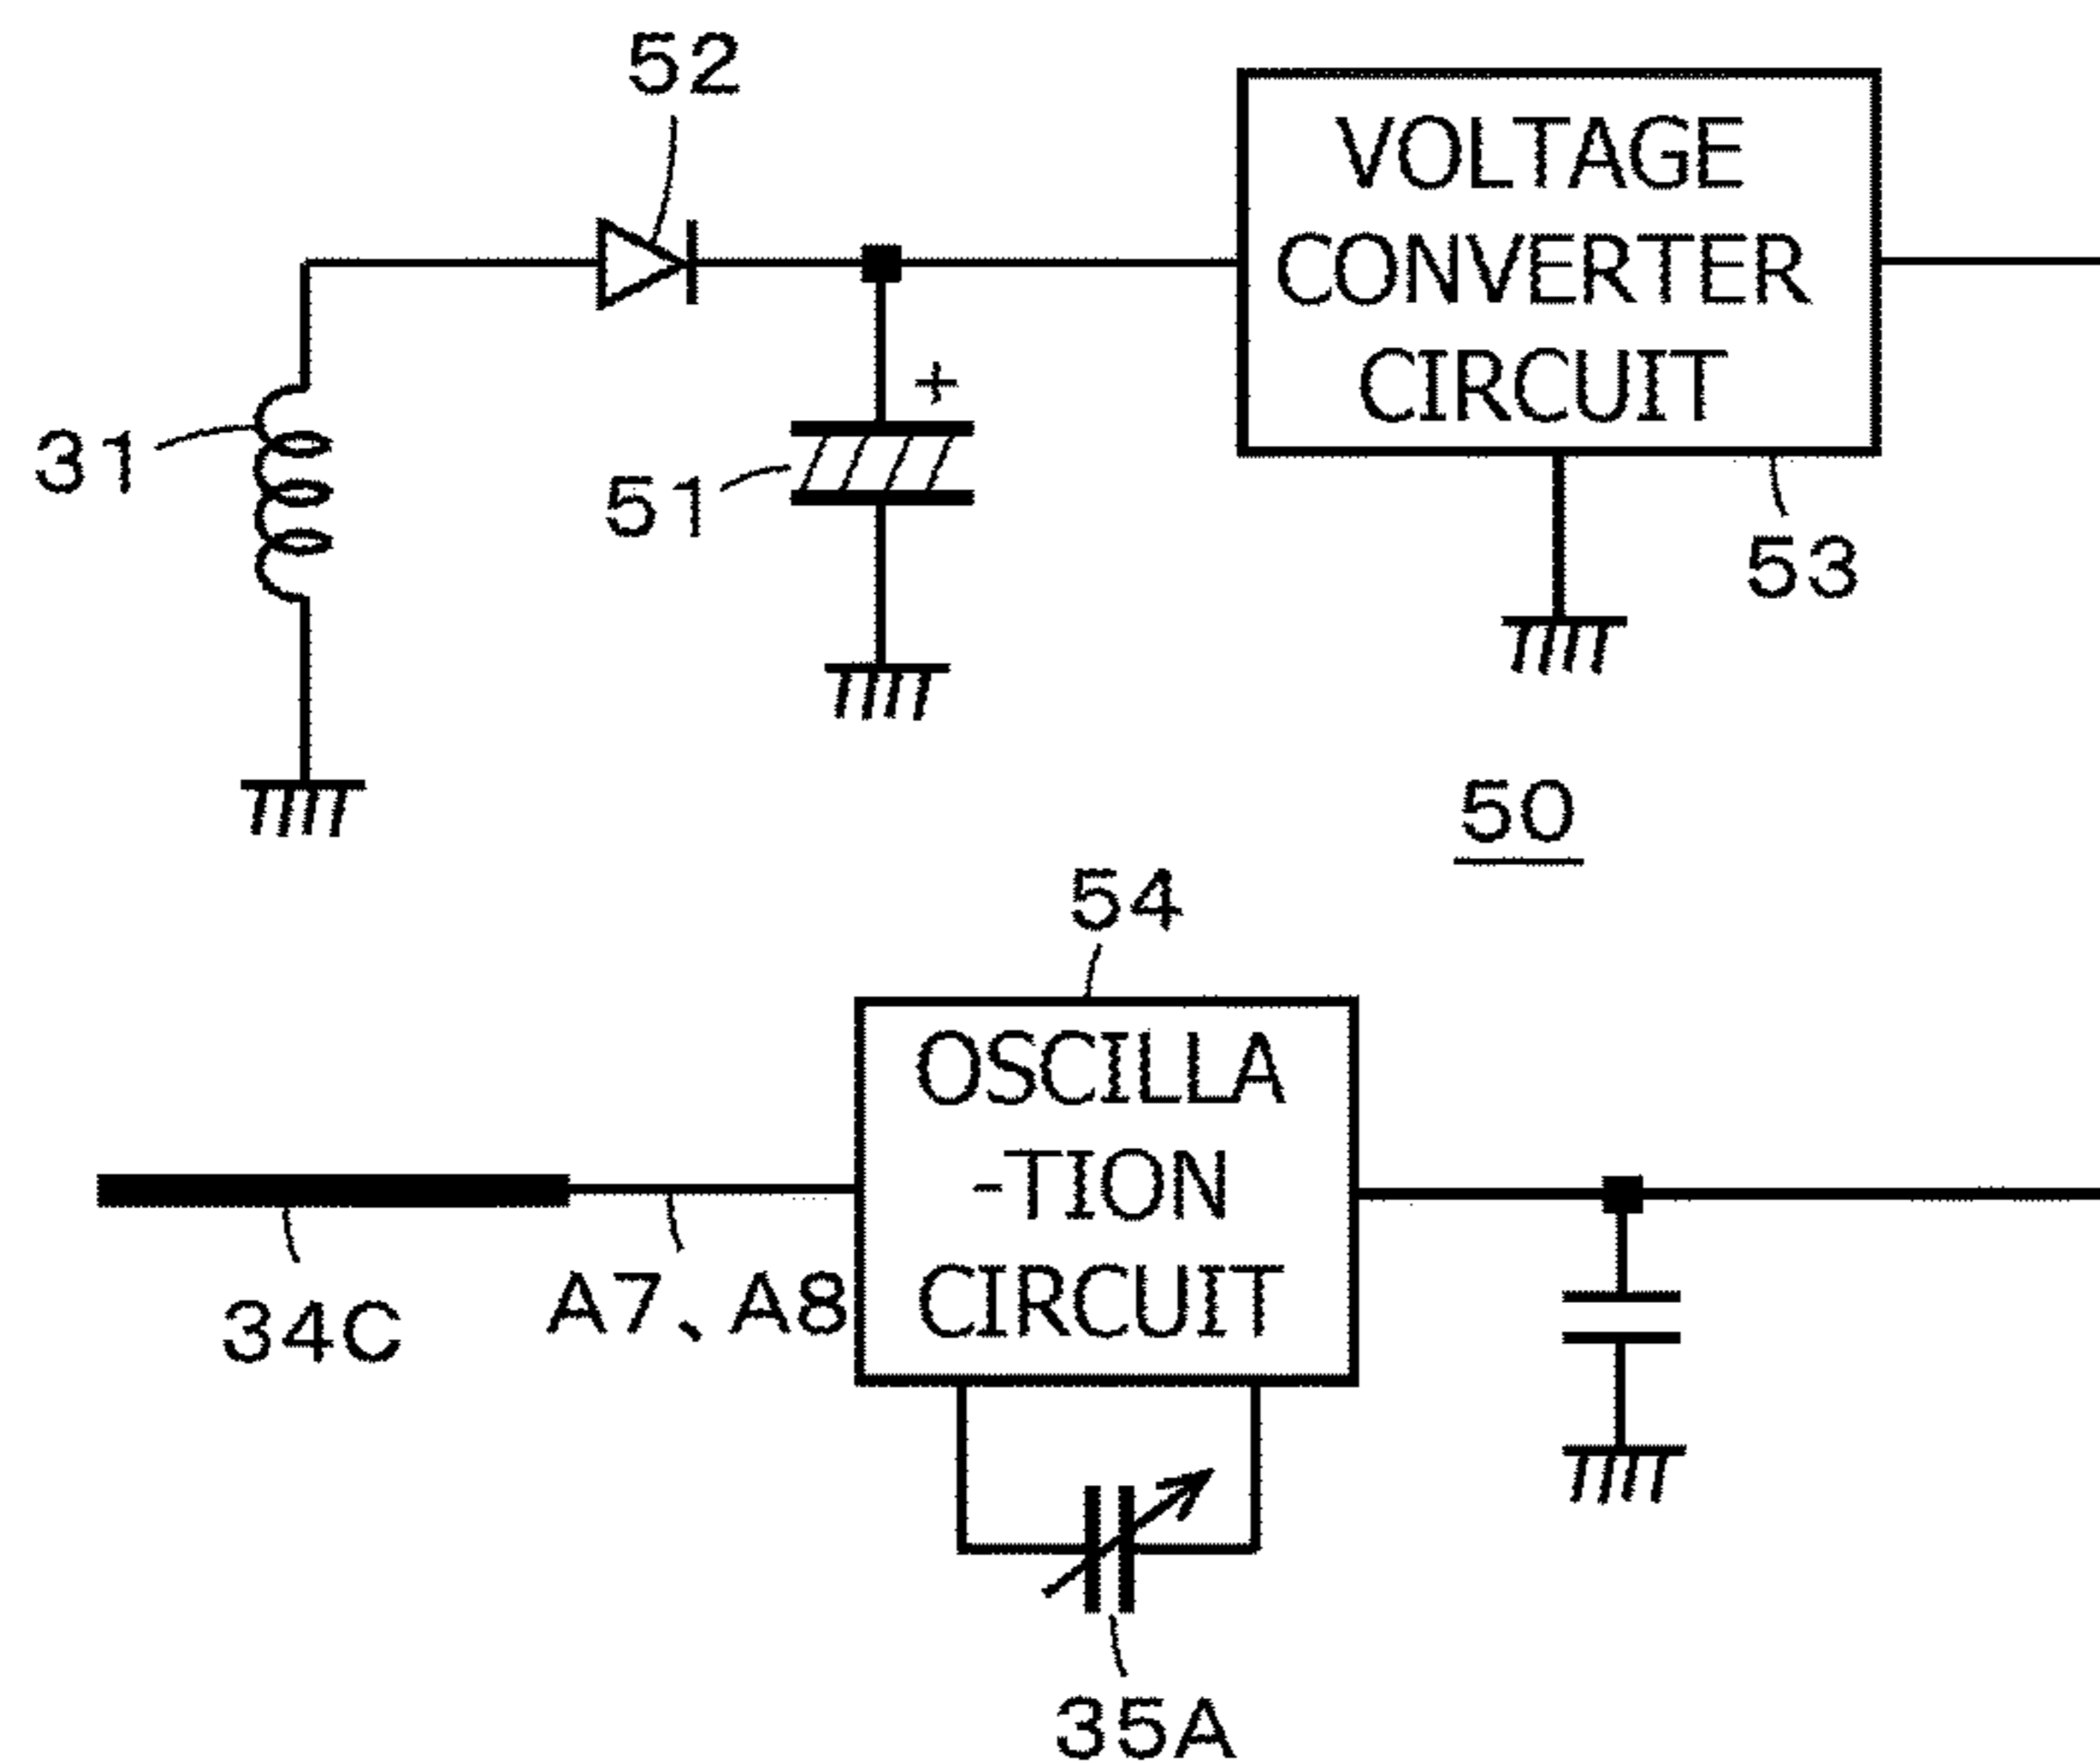 52
VOLTAGE
CONVERTER
CIRCUIT
31
+
51
53
50
54
OSCILLA
-TION
CIRCUIT
34C
A7、A8
35A